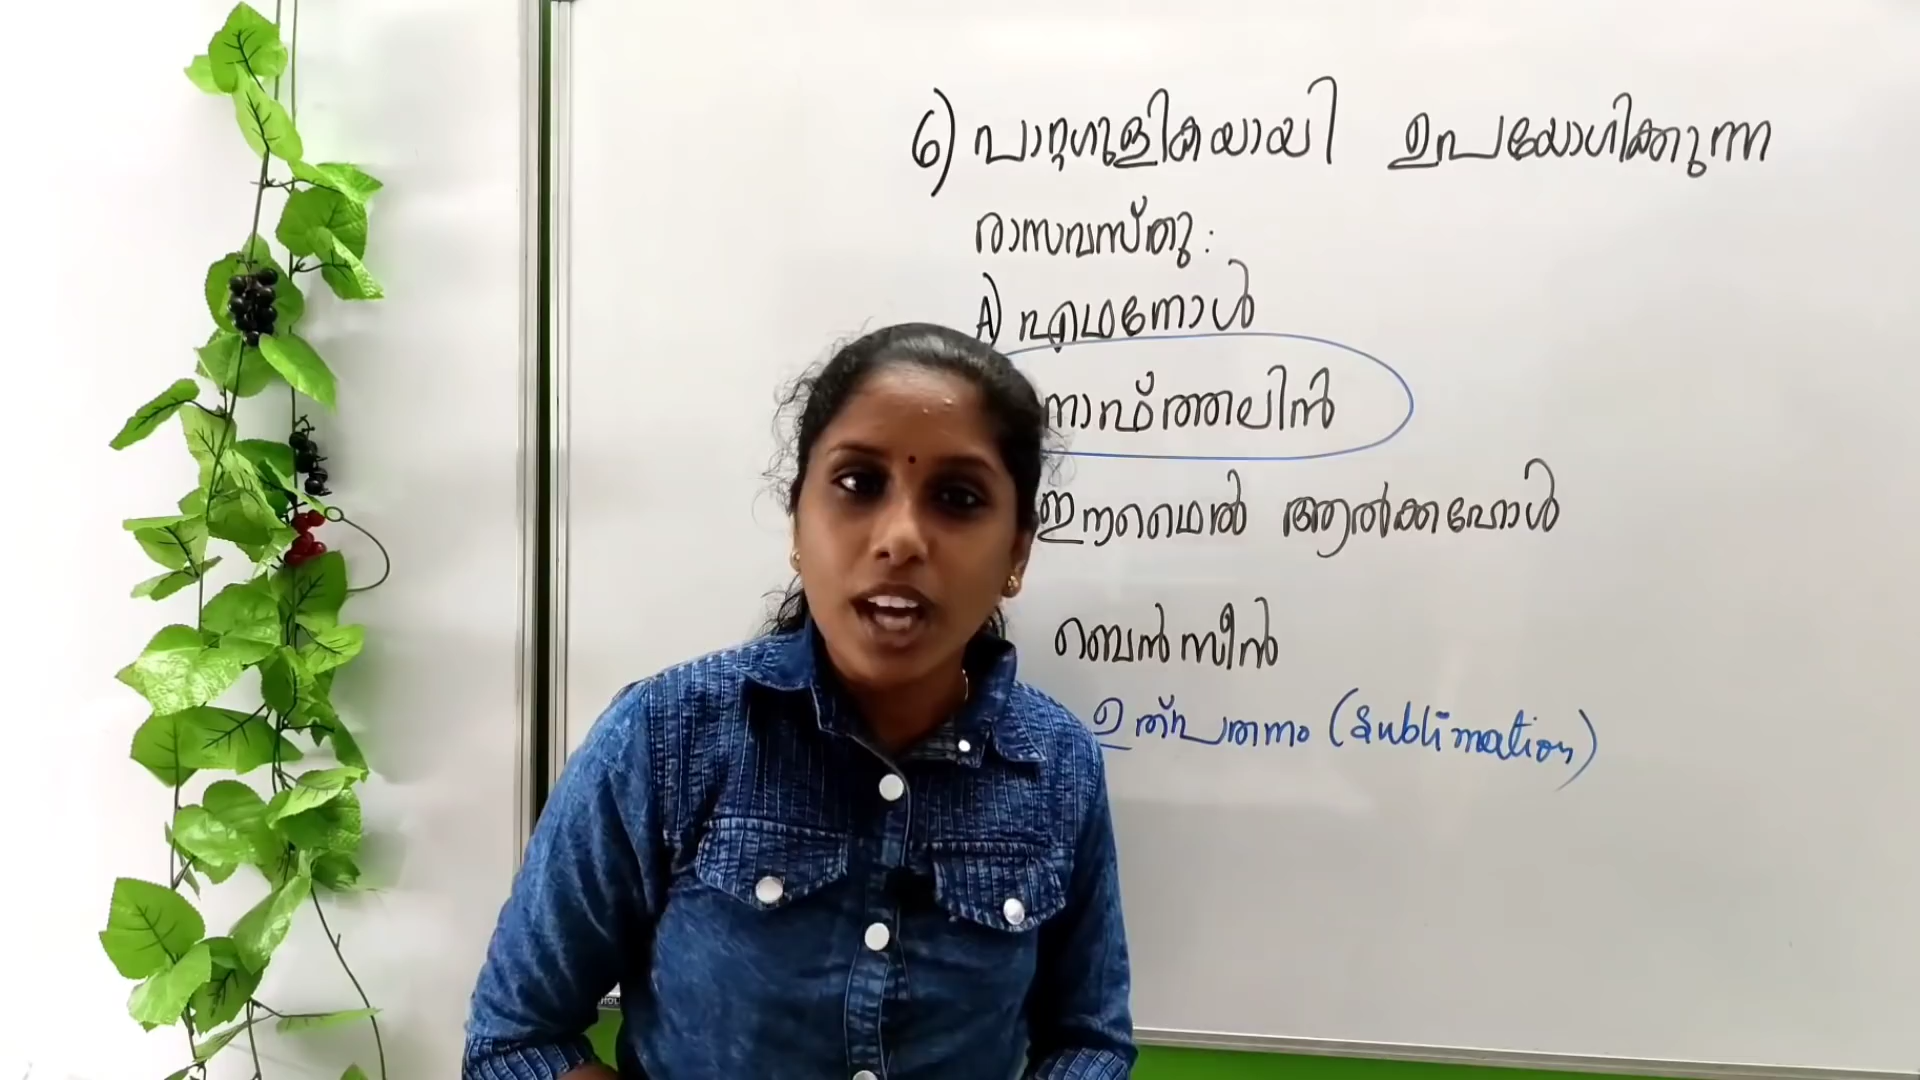 6) പാറ്റഗുളികയായി ഉപയോഗിക്കുന്ന
രാസവസ്തു:
A) എഥനോൾ
നാഫ്ത്തലിൻ
ഈഥൈൽ ആൽക്കഹോൾ
ബെൻസീൻ
ഉത്പതനം (Sublimation)